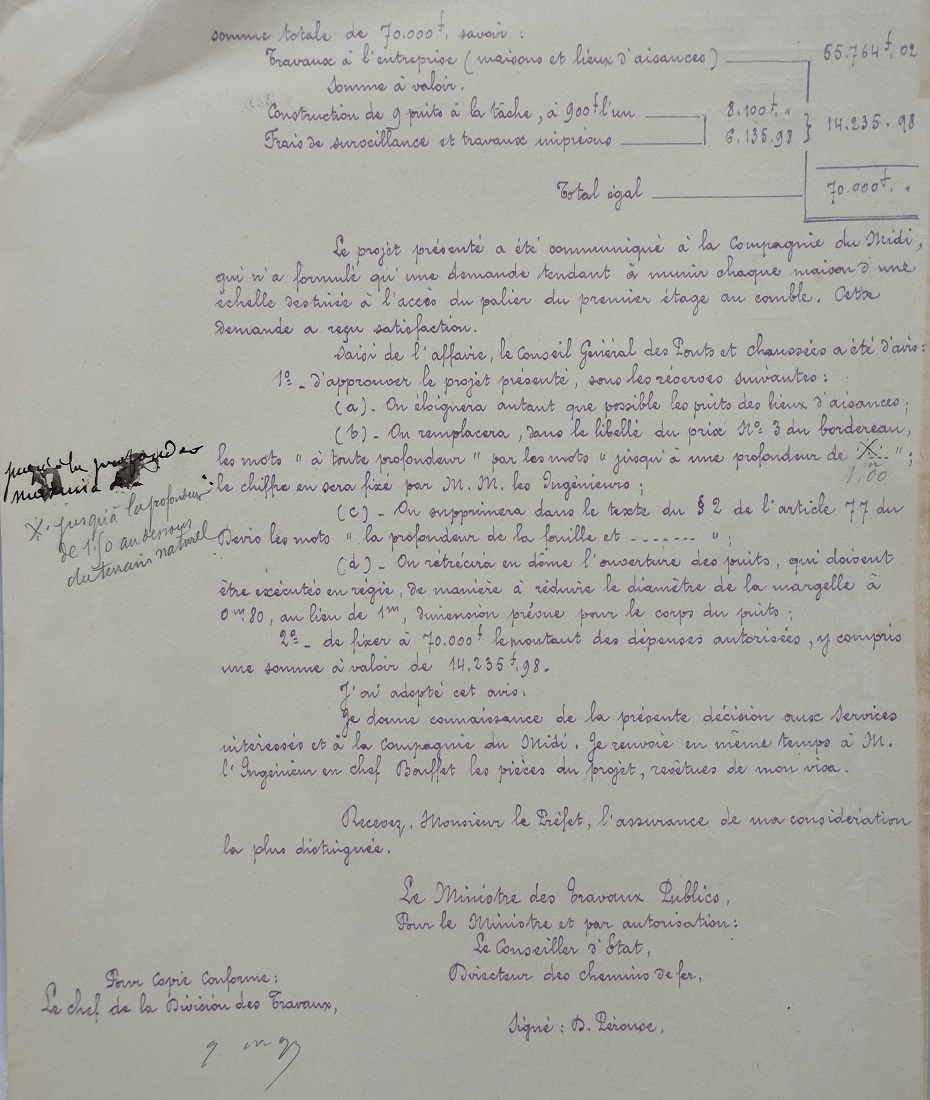 somme totale de 70.000f, savoir :
Travaux à l'entreprise (maisons et lieux d'aisances) 55.764f,02
Somme à valoir.
Construction de 9 puits à la tâche, à 900f l'un 8.100f, "
Frais de surveillance et travaux imprévus 6.135.98 } 14.235.98
Total égal 70.000f, "
Le projet présenté a été communiqué à la Compagnie du Midi,
qui n'a formulé qu'une demande tendant à munir chaque maison d'une
échelle destinée à l'accès du palier du premier étage au comble. Cette
demande a reçu satisfaction.
Saisi de l'affaire, le Conseil Général des Ponts et chaussées a été d'avis :
1º - d'approuver le projet présenté, sous les réserves suivantes :
(a) - On éloignera autant que possible les puits des lieux d'aisances ;
(b) - On remplacera, dans le libellé du prix Nº 3 du bordereau,
les mots " à toute profondeur " par les mots " jusqu'à une profondeur de ..... " ;
1m,00
le chiffre en sera fixé par M.M. les Ingénieurs ;
(c) - On supprimera dans le texte du § 2 de l'article 77 du
Devis les mots " la profondeur de la fouille et ------- " ;
(d) - On rétrécira en dôme l'ouverture des puits, qui doivent
être exécutés en régie, de manière à réduire le diamètre de la margelle à
0m.80, au lieu de 1m, dimension prévue pour le corps du puits ;
2º - de fixer à 70.000f le montant des dépenses autorisées, y compris
une somme à valoir de 14.235f,98.
J'ai adopté cet avis.
Je donne connaissance de la présente décision aux Services
intéressés et à la Compagnie du Midi. Je renvoie en même temps à M.
l'Ingénieur en chef Bouffet les pièces du projet, revêtues de mon visa.
Recevez, Monsieur le Préfet, l'assurance de ma considération
la plus distinguée.
Le Ministre des Travaux Publics,
Pour le Ministre et par autorisation :
Le Conseiller d'Etat,
Directeur des chemins de fer,
Signé : D. Pérouse.
Pour Copie Conforme :
Le chef de la Division des Travaux,
jusqu'à la profondeur
X. jusqu'à la profondeur
de 1.50 au dessous
du terrain naturel